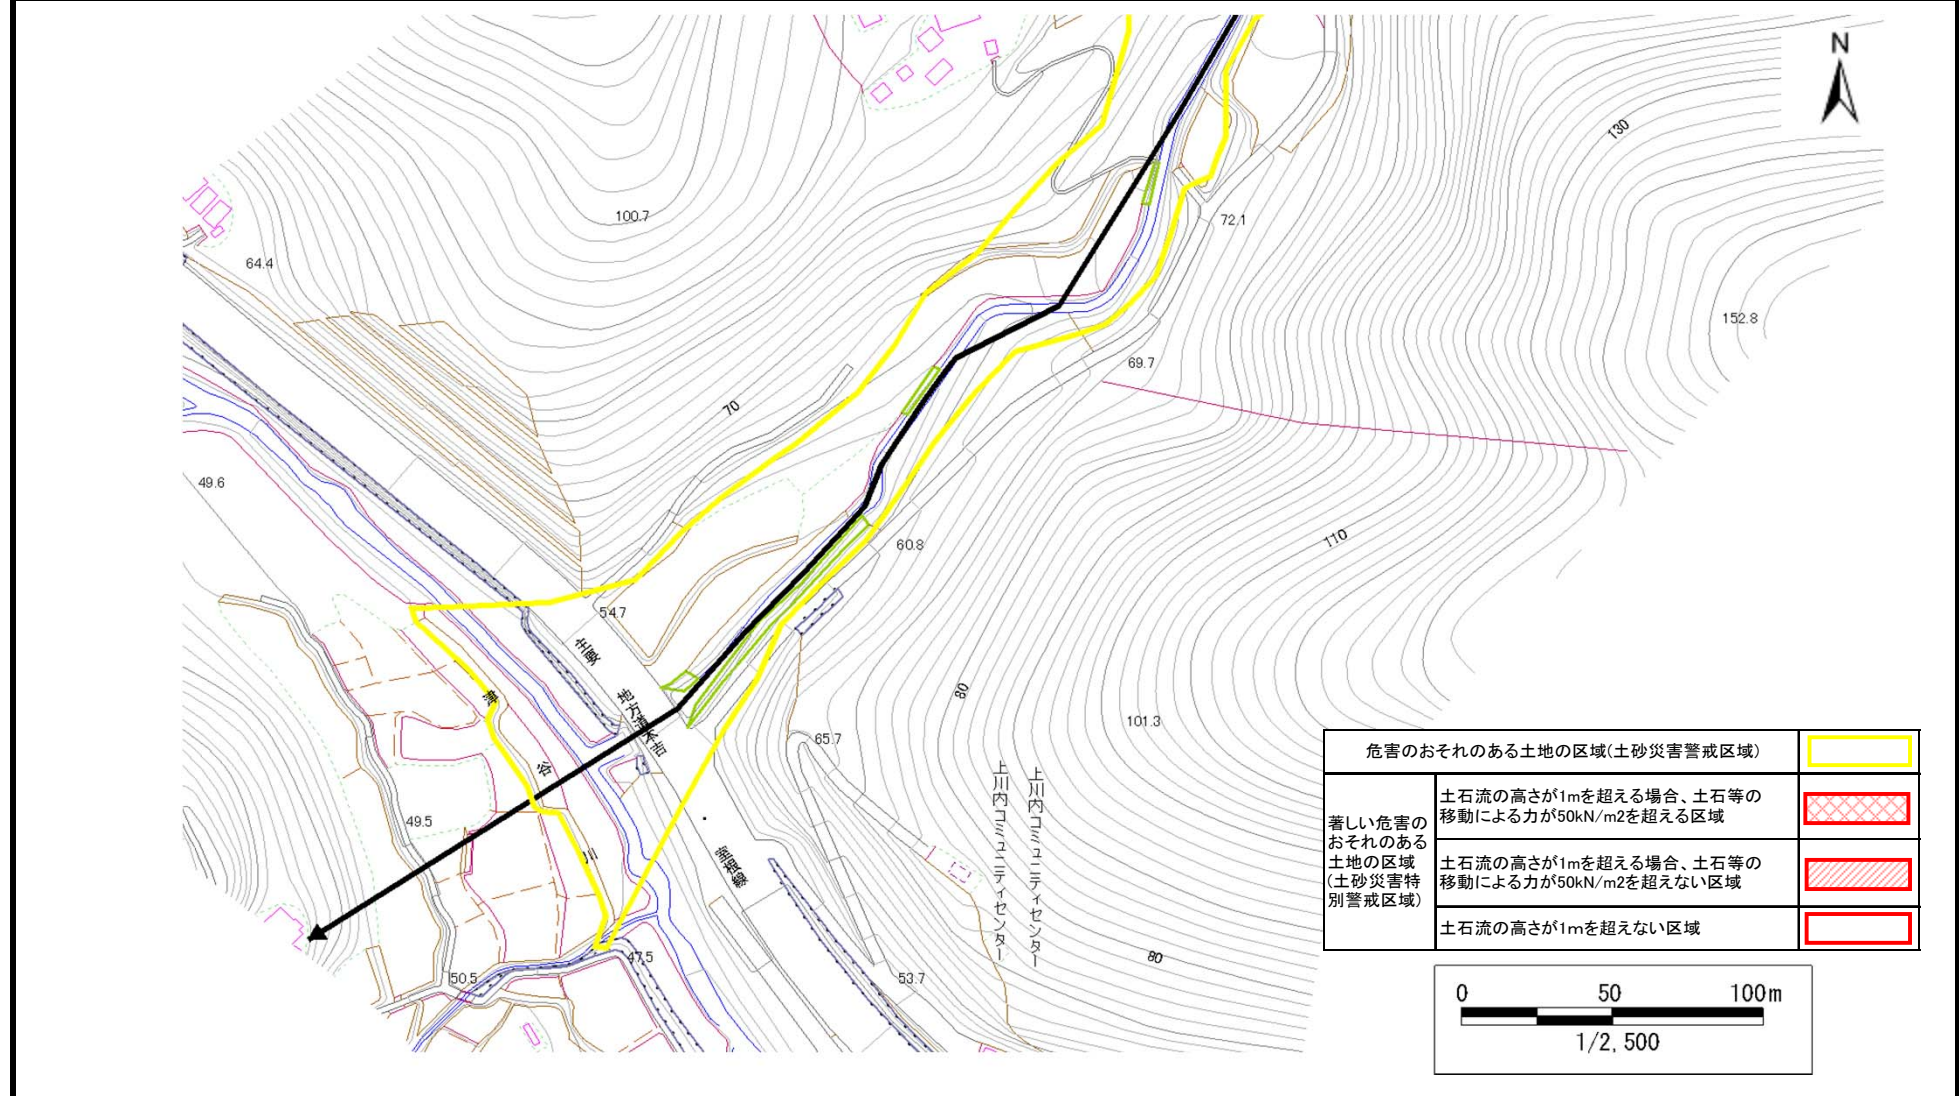 N
130
100.7
72.1
64.4
152.8
69.7
70
49.6
60.8
110
54.7
主要
地方道本吉
室根線
津
谷
川
80
101.3
65.7
上川内コミュニティセンター
上川内コミュニティセンター
49.5
47.5
50.5
53.7
80
危害のおそれのある土地の区域(土砂災害警戒区域)
著しい危害の
おそれのある
土地の区域
(土砂災害特
別警戒区域)
土石流の高さが1mを超える場合、土石等の
移動による力が50kN/m2を超える区域
土石流の高さが1mを超える場合、土石等の
移動による力が50kN/m2を超えない区域
土石流の高さが1mを超えない区域
0 50 100m
1/2,500